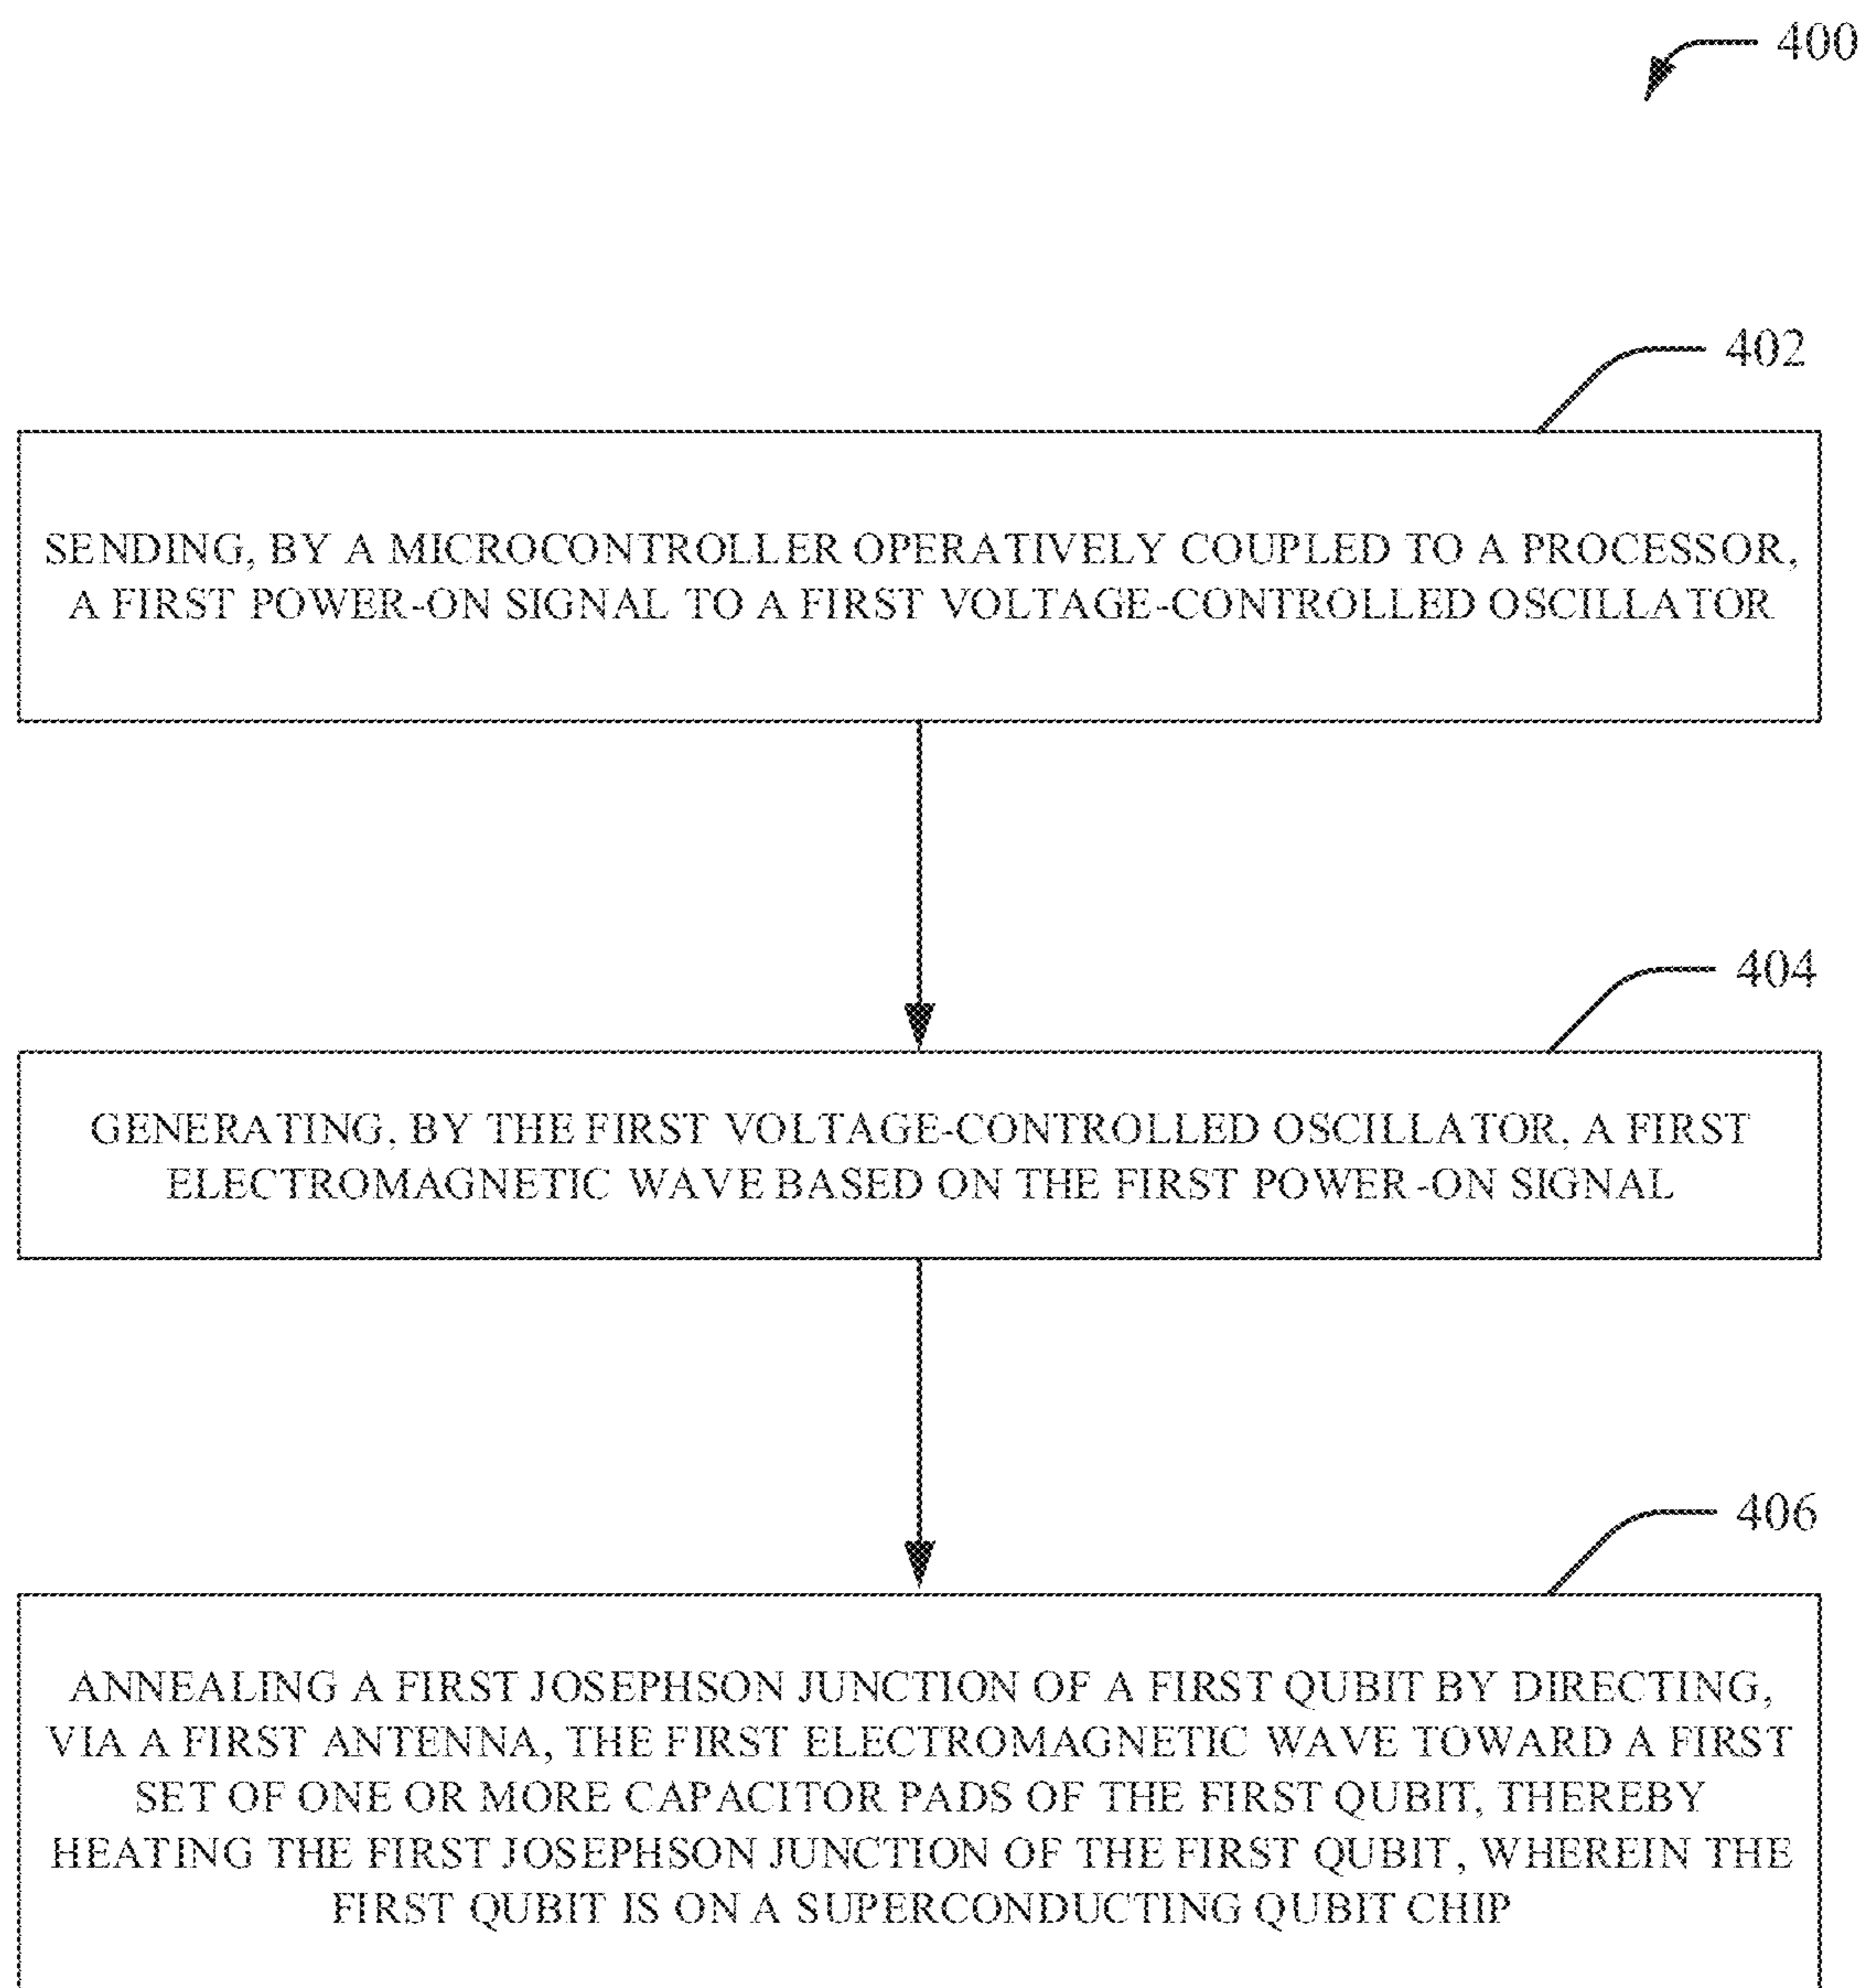 400
402
SENDING, BY A MICROCONTROLLER OPERATIVELY COUPLED TO A PROCESSOR,
A FIRST POWER-ON SIGNAL TO A FIRST VOLTAGE-CONTROLLED OSCILLATOR
404
GENERATING, BY THE FIRST VOLTAGE-CONTROLLED OSCILLATOR, A FIRST
ELECTROMAGNETIC WAVE BASED ON THE FIRST POWER-ON SIGNAL
406
ANNEALING A FIRST JOSEPHSON JUNCTION OF A FIRST QUBIT BY DIRECTING,
VIA A FIRST ANTENNA, THE FIRST ELECTROMAGNETIC WAVE TOWARD A FIRST
SET OF ONE OR MORE CAPACITOR PADS OF THE FIRST QUBIT, THEREBY
HEATING THE FIRST JOSEPHSON JUNCTION OF THE FIRST QUBIT, WHEREIN THE
FIRST QUBIT IS ON A SUPERCONDUCTING QUBIT CHIP